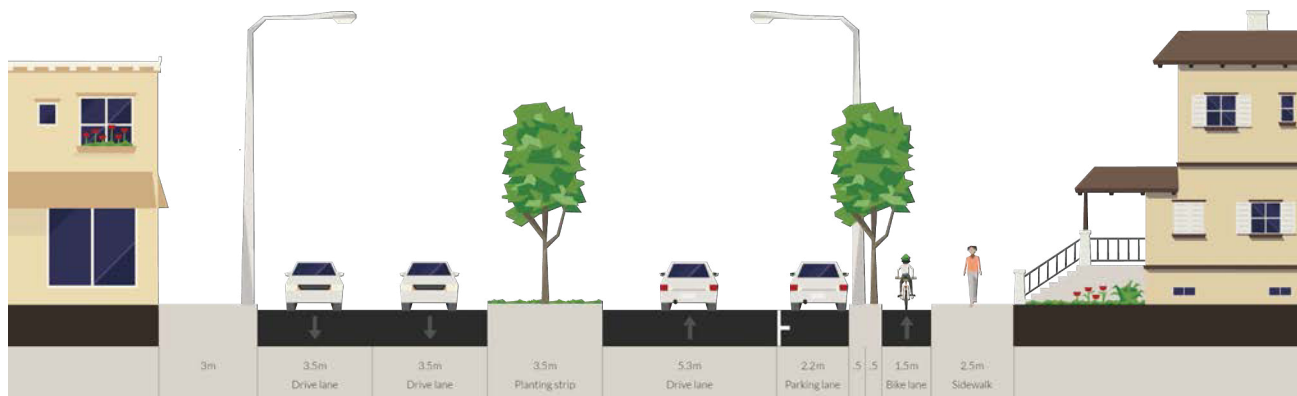 3m
3.5m
Drive lane
3.5m
Drive lane
3.5m
Planting strip
5.3m
Drive lane
2.2m
Parking lane
.5
.5
1.5m
Bike lane
2.5m
Sidewalk